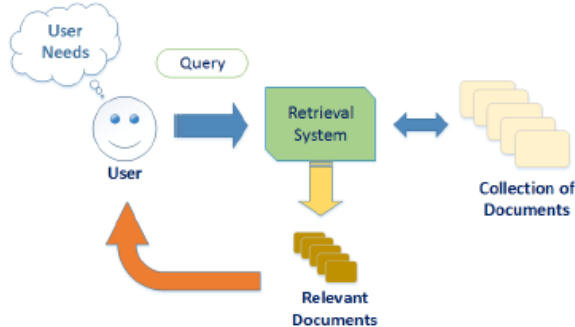 User
Needs
Query
Retrieval
System
User
Collection of
Documents
Relevant
Documents